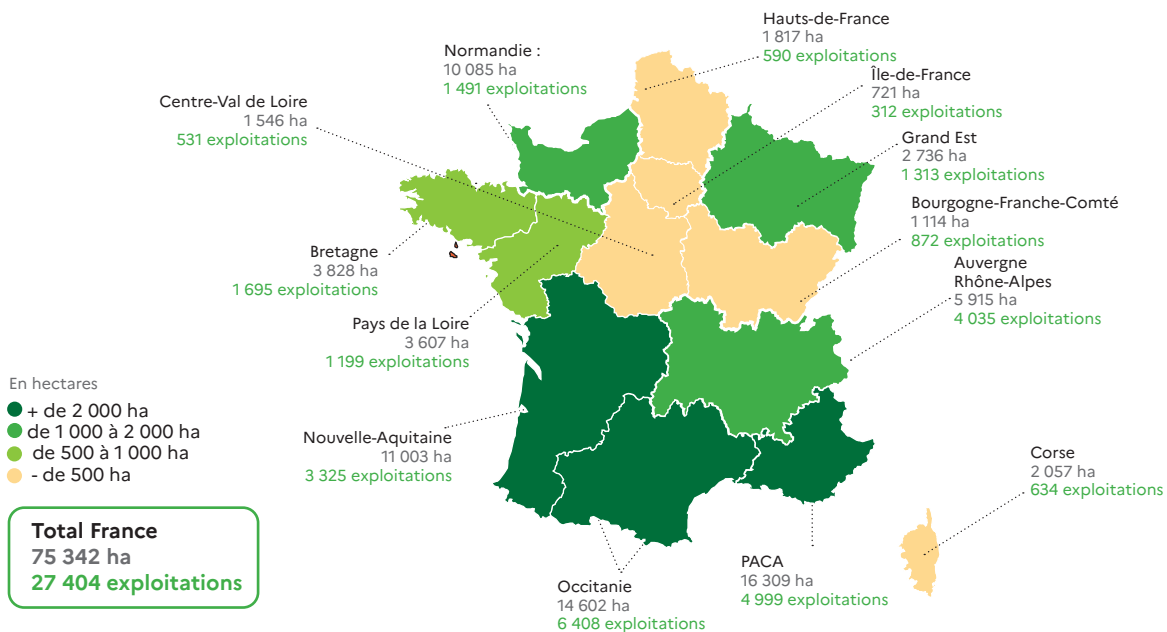 Hauts-de-France
1 817 ha
590 exploitations
Normandie :
10 085 ha
1 491 exploitations
Île-de-France
721 ha
312 exploitations
Centre-Val de Loire
1 546 ha
531 exploitations
Grand Est
2 736 ha
1 313 exploitations
Bourgogne-Franche-Comté
1 114 ha
872 exploitations
Bretagne
3 828 ha
1 695 exploitations
Auvergne
Rhône-Alpes
5 915 ha
4 035 exploitations
Pays de la Loire
3 607 ha
1 199 exploitations
En hectares
+ de 2 000 ha
de 1 000 à 2 000 ha
de 500 à 1 000 ha
- de 500 ha
Nouvelle-Aquitaine
11 003 ha
3 325 exploitations
Corse
2 057 ha
634 exploitations
Total France
75 342 ha
27 404 exploitations
PACA
16 309 ha
4 999 exploitations
Occitanie
14 602 ha
6 408 exploitations